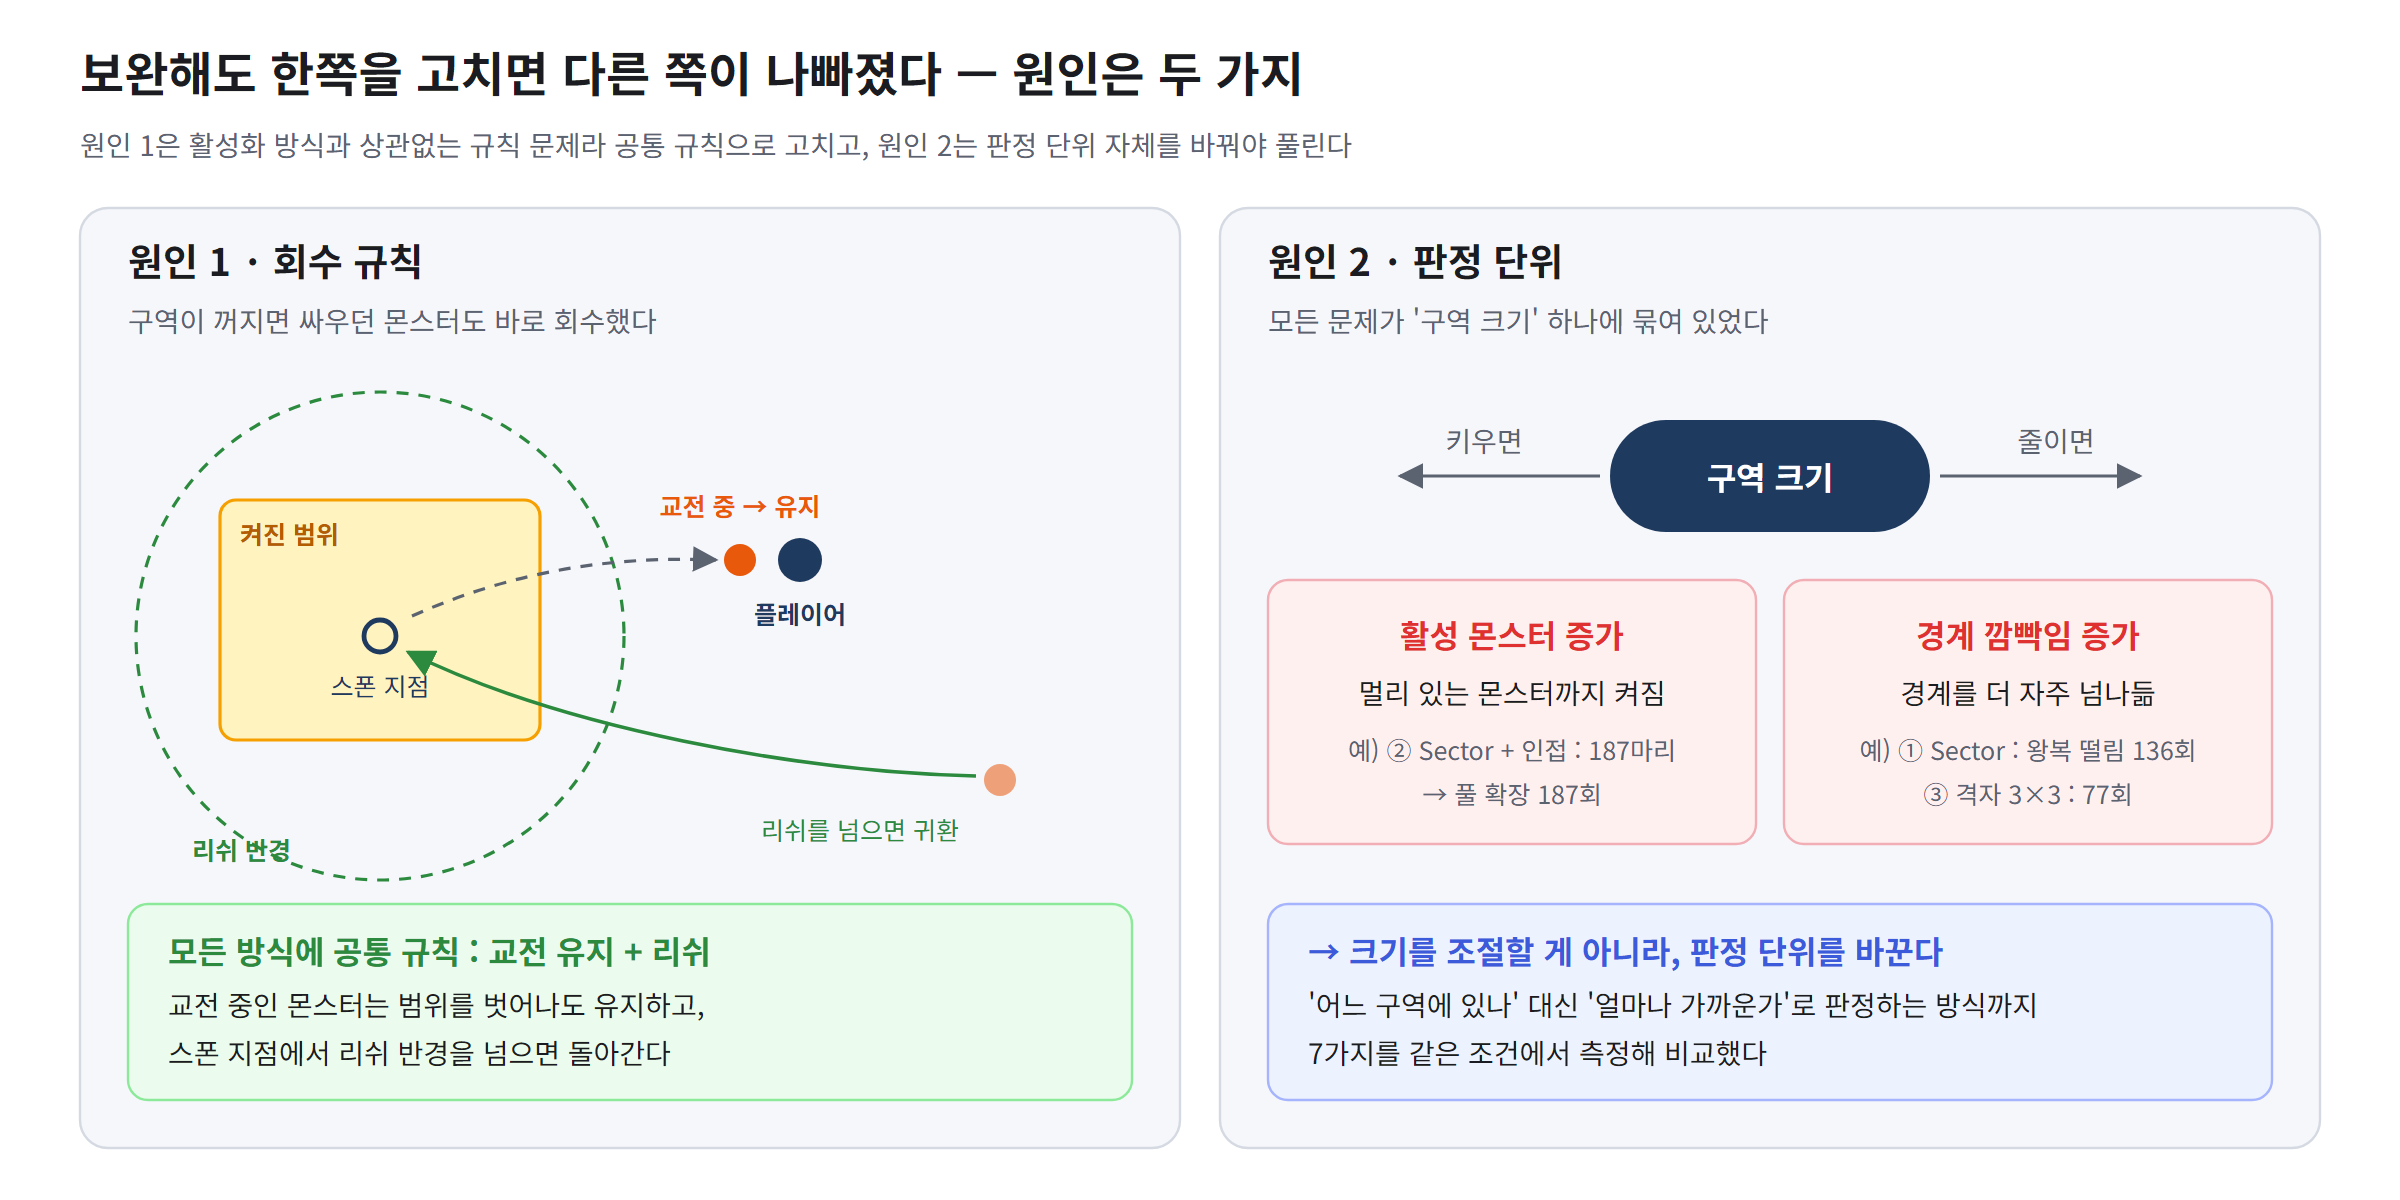 보완해도 한쪽을 고치면 다른 쪽이 나빠졌다 — 원인은 두 가지
원인 1은 활성화 방식과 상관없는 규칙 문제라 공통 규칙으로 고치고, 원인 2는 판정 단위 자체를 바꿔야 풀린다
원인 1 · 회수 규칙
구역이 꺼지면 싸우던 몬스터도 바로 회수했다
교전 중 → 유지
켜진 범위
플레이어
스폰 지점
리쉬를 넘으면 귀환
리쉬 반경
모든 방식에 공통 규칙 : 교전 유지 + 리쉬
교전 중인 몬스터는 범위를 벗어나도 유지하고,
스폰 지점에서 리쉬 반경을 넘으면 돌아간다
원인 2 · 판정 단위
모든 문제가 '구역 크기' 하나에 묶여 있었다
키우면
구역 크기
줄이면
활성 몬스터 증가
멀리 있는 몬스터까지 켜짐
예) ② Sector + 인접 : 187마리
→ 풀 확장 187회
경계 깜빡임 증가
경계를 더 자주 넘나듦
예) ① Sector : 왕복 떨림 136회
③ 격자 3×3 : 77회
→ 크기를 조절할 게 아니라, 판정 단위를 바꾼다
'어느 구역에 있나' 대신 '얼마나 가까운가'로 판정하는 방식까지
7가지를 같은 조건에서 측정해 비교했다